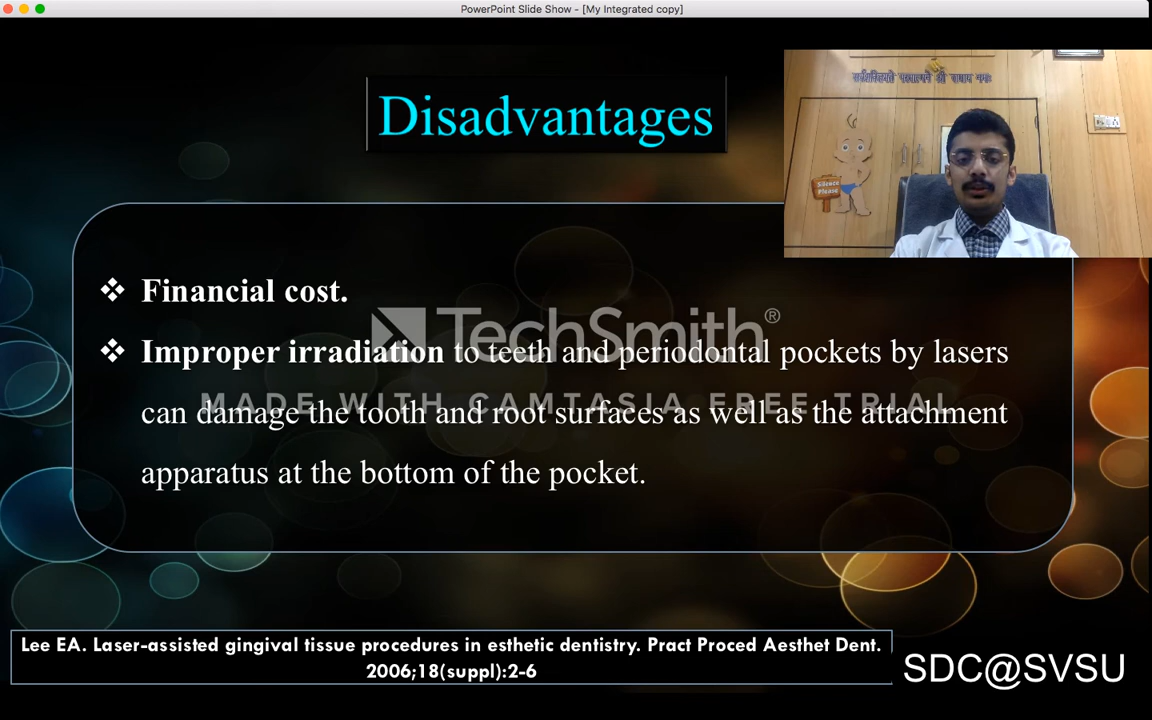 PowerPoint Slide Show - [My Integrated copy]
Disadvantages
Silence
Please
❖ Financial cost.
TechSmith®
❖ Improper irradiation to teeth and periodontal pockets by lasers
MADE WITH CAMTASIA FREE TRIAL
can damage the tooth and root surfaces as well as the attachment
apparatus at the bottom of the pocket.
Lee EA. Laser-assisted gingival tissue procedures in esthetic dentistry. Pract Proced Aesthet Dent.
2006;18(suppl):2-6
SDC@SVSU